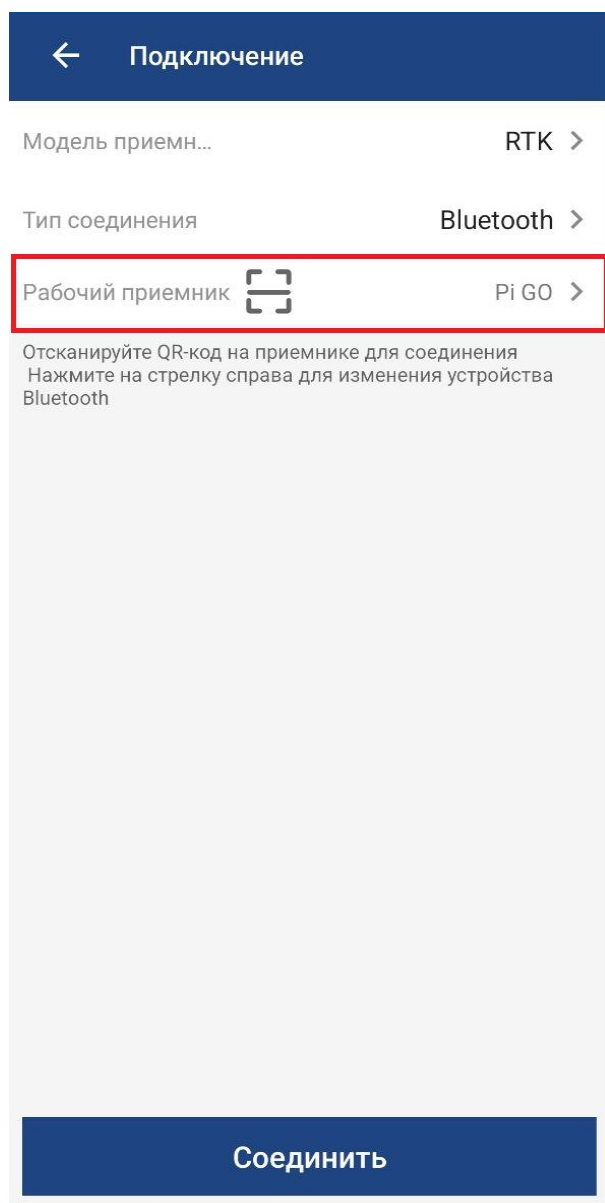 Подключение
Модель приемн... RTK
Тип соединения Bluetooth
Рабочий приемник Pi GO
Отсканируйте QR-код на приемнике для соединения
Нажмите на стрелку справа для изменения устройства
Bluetooth
Соединить